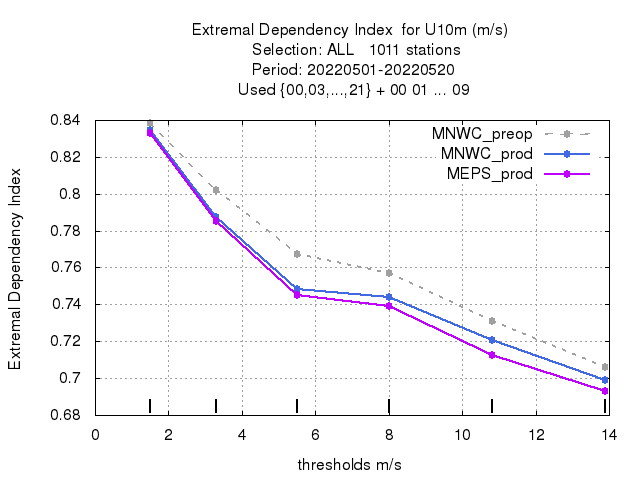 Extremal Dependency Index  for U10m (m/s)
Selection: ALL   1011 stations
Period: 20220501-20220520
Used {00,03,...,21} + 00 01 ... 09
MNWC_preop
MNWC_prod
MEPS_prod
Extremal Dependency Index
0.84
0.82
0.8
0.78
0.76
0.74
0.72
0.7
0.68
0 2 4 6 8 10 12 14
thresholds m/s